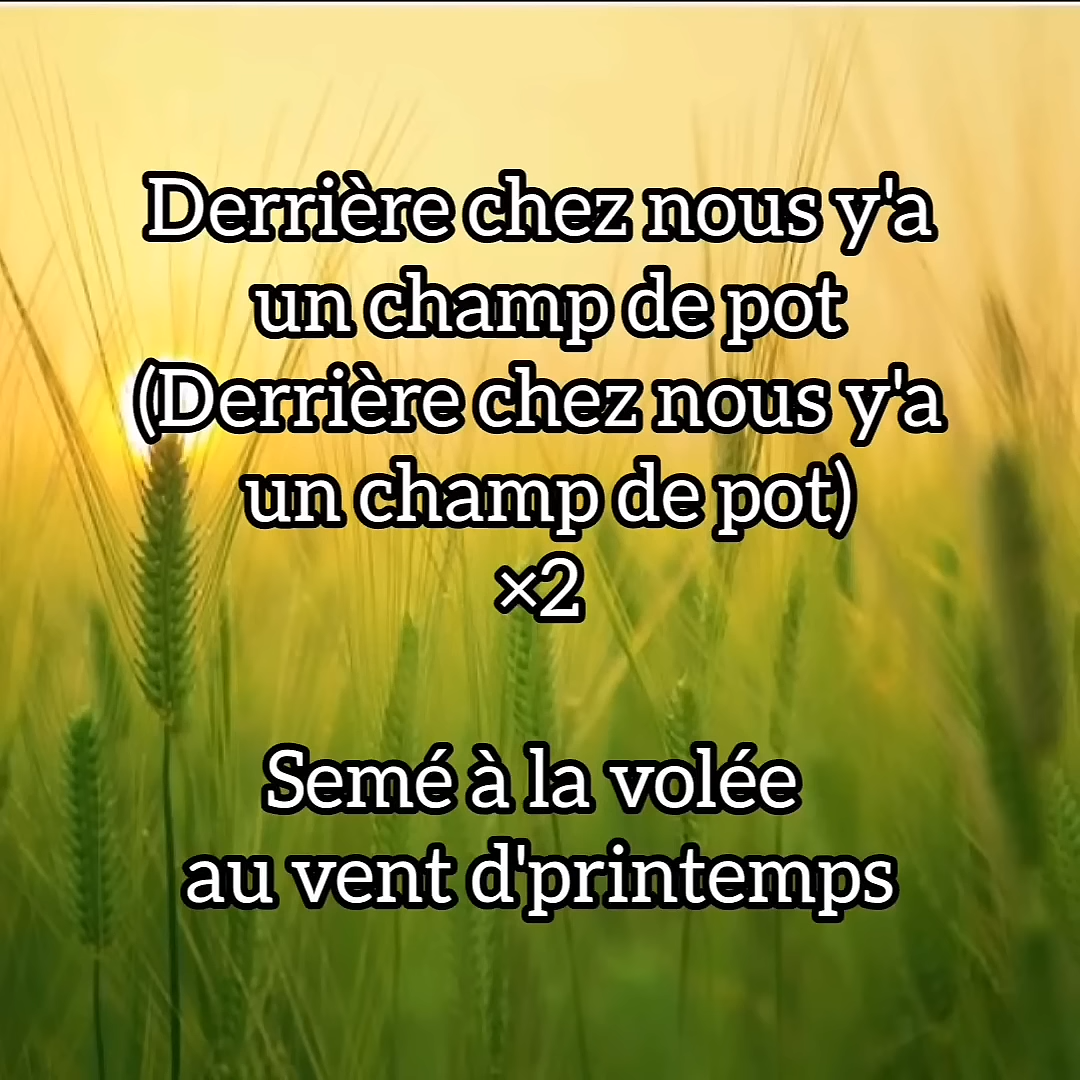 Derrière chez nous y'a
un champ de pot
(Derrière chez nous y'a
un champ de pot)
×2
Semé à la volée
au vent d'printemps